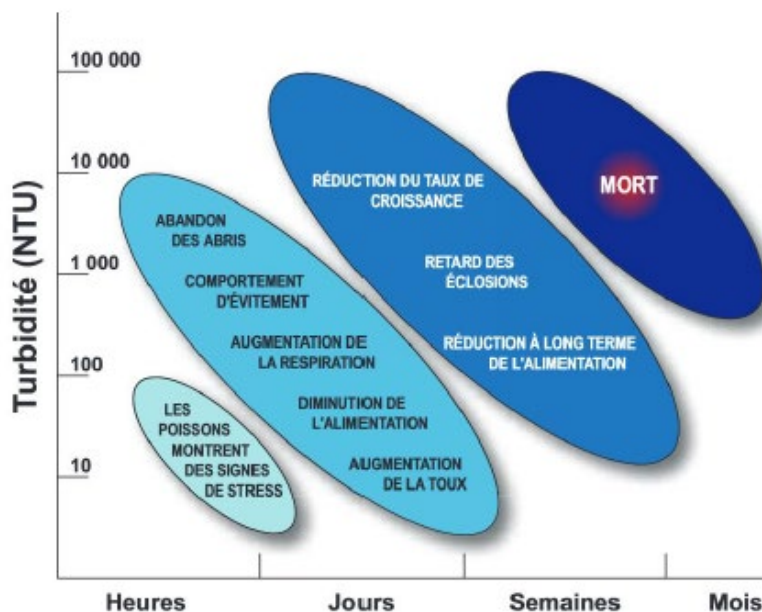 Turbidité (NTU)
100 000
10 000
1 000
100
10
ABANDON
DES ABRIS
COMPORTEMENT
D'ÉVITEMENT
AUGMENTATION DE
LA RESPIRATION
DIMINUTION DE
L'ALIMENTATION
AUGMENTATION
DE LA TOUX
LES
POISSONS
MONTRENT
DES SIGNES
DE STRESS
RÉDUCTION DU TAUX DE
CROISSANCE
RETARD DES
ÉCLOSIONS
RÉDUCTION À LONG TERME
DE L'ALIMENTATION
MORT
Heures
Jours
Semaines
Mois